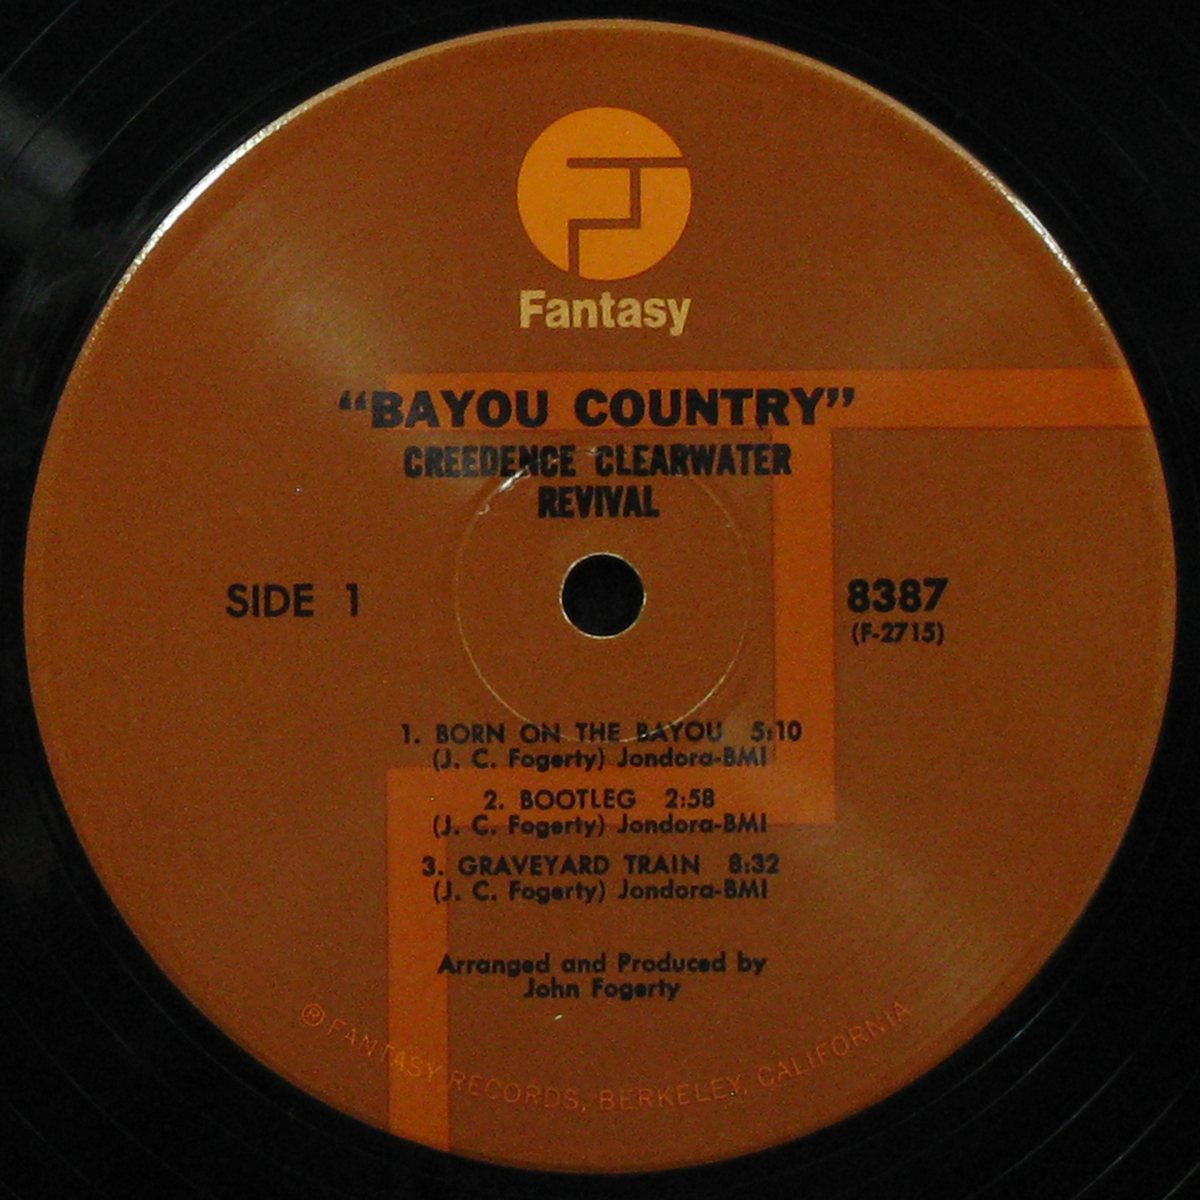 Fantasy
“BAYOU COUNTRY”
CREEDENCE CLEARWATER
REVIVAL
SIDE 1
8387
(F-2715)
1. BORN ON THE BAYOU 5:10
(J. C. Fogerty) Jondora-BMI
2. BOOTLEG 2:58
(J. C. Fogerty) Jondora-BMI
3. GRAVEYARD TRAIN 8:32
(J. C. Fogerty) Jondora-BMI
Arranged and Produced by
John Fogerty
® FANTASY RECORDS, BERKELEY, CALIFORNIA